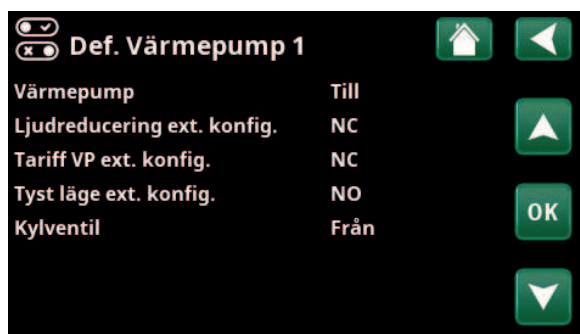 Def. Värmepump 1
Värmepump Till
Ljudreducering ext. konfig. NC
Tariff VP ext. konfig. NC
Tyst läge ext. konfig. NO
OK
Kylventil Från